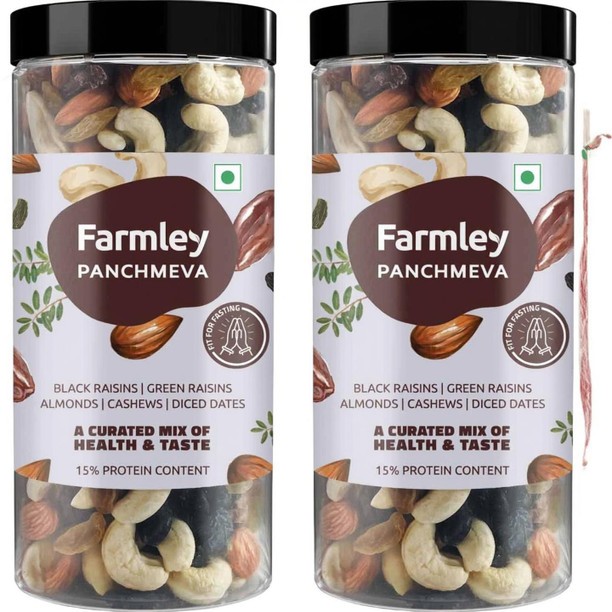 Farmley
PANCHMEVA
FIT FOR FASTING
BLACK RAISINS | GREEN RAISINS
ALMONDS | CASHEWS | DICED DATES
A CURATED MIX OF
HEALTH & TASTE
15% PROTEIN CONTENT
Farmley
PANCHMEVA
FIT FOR FASTING
BLACK RAISINS | GREEN RAISINS
ALMONDS | CASHEWS | DICED DATES
A CURATED MIX OF
HEALTH & TASTE
15% PROTEIN CONTENT